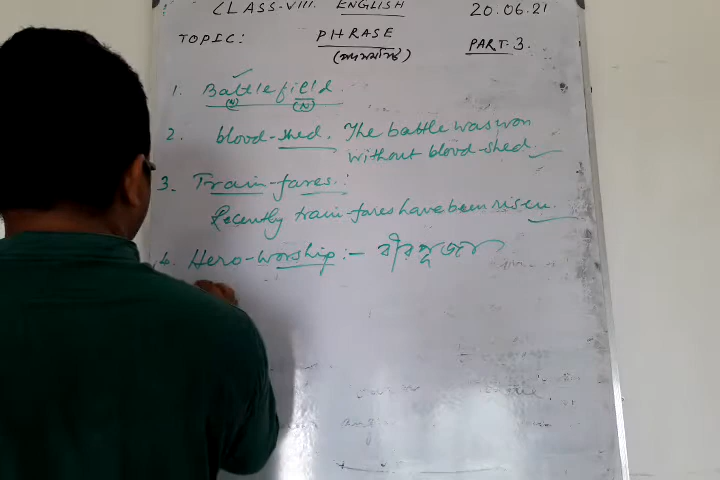 CLASS-VIII. ENGLISH 20.06.21
TOPIC: PHRASE PART-3.
1. Battlefield.
(N) (N)
2. blood-shed. The battle was won
without blood-shed.
3. Train-fares.:
Recently train-fares have been risen.
4. Hero-worship:- বীরপূজা